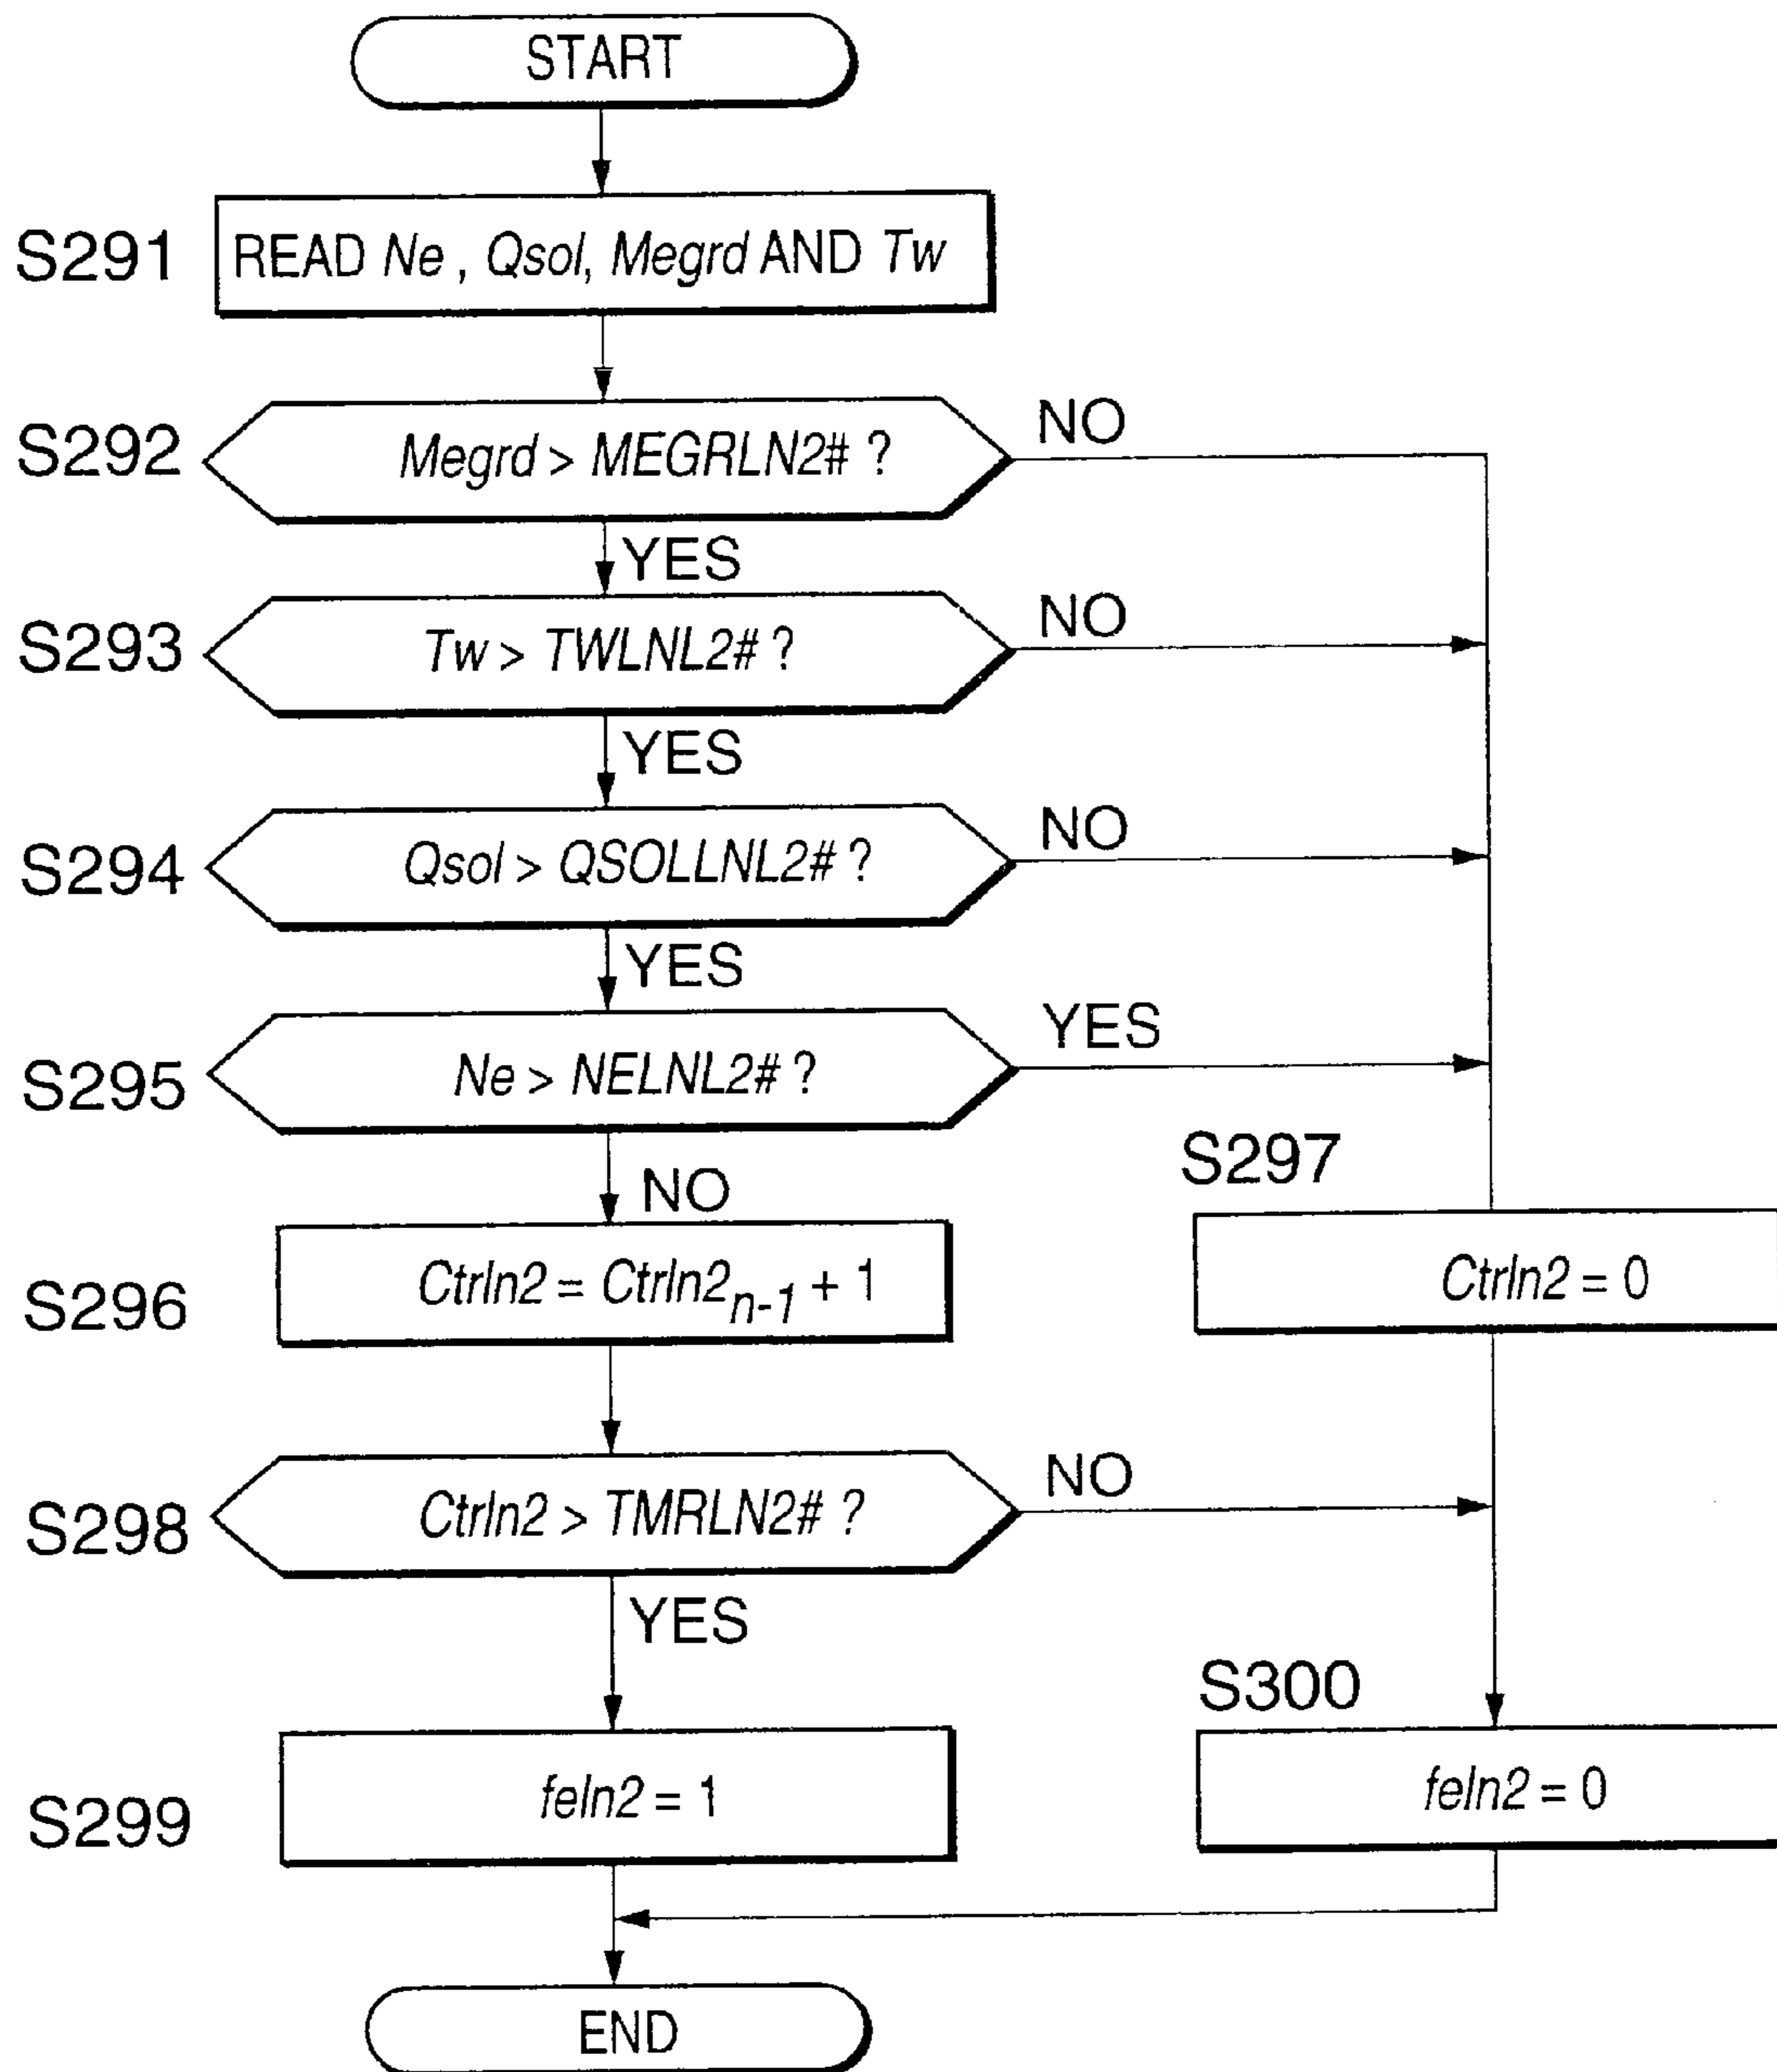 START
S291
READ Ne, Qsol, Megrd AND Tw
S292
Megrd > MEGRLN2# ?
NO
YES
S293
Tw > TWLNL2# ?
NO
YES
S294
Qsol > QSOLLNL2# ?
NO
YES
S295
Ne > NELNL2# ?
YES
NO
S297
S296
Ctrln2 = Ctrln2n-1 + 1
Ctrln2 = 0
S298
Ctrln2 > TMRLN2# ?
NO
YES
S300
S299
feln2 = 1
feln2 = 0
END